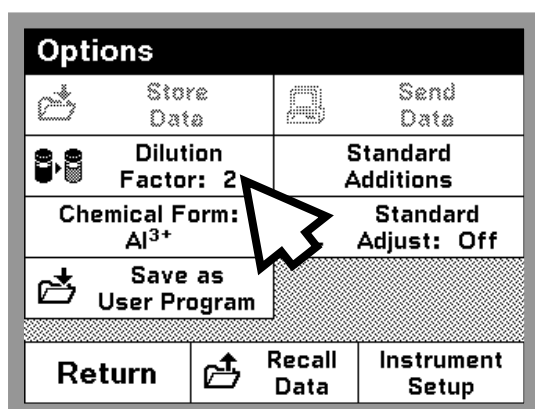 Options
Store
Data
Send
Data
Dilution
Factor: 2
Standard
Additions
Chemical Form:
Al³⁺
Standard
Adjust: Off
Save as
User Program
Return
Recall
Data
Instrument
Setup